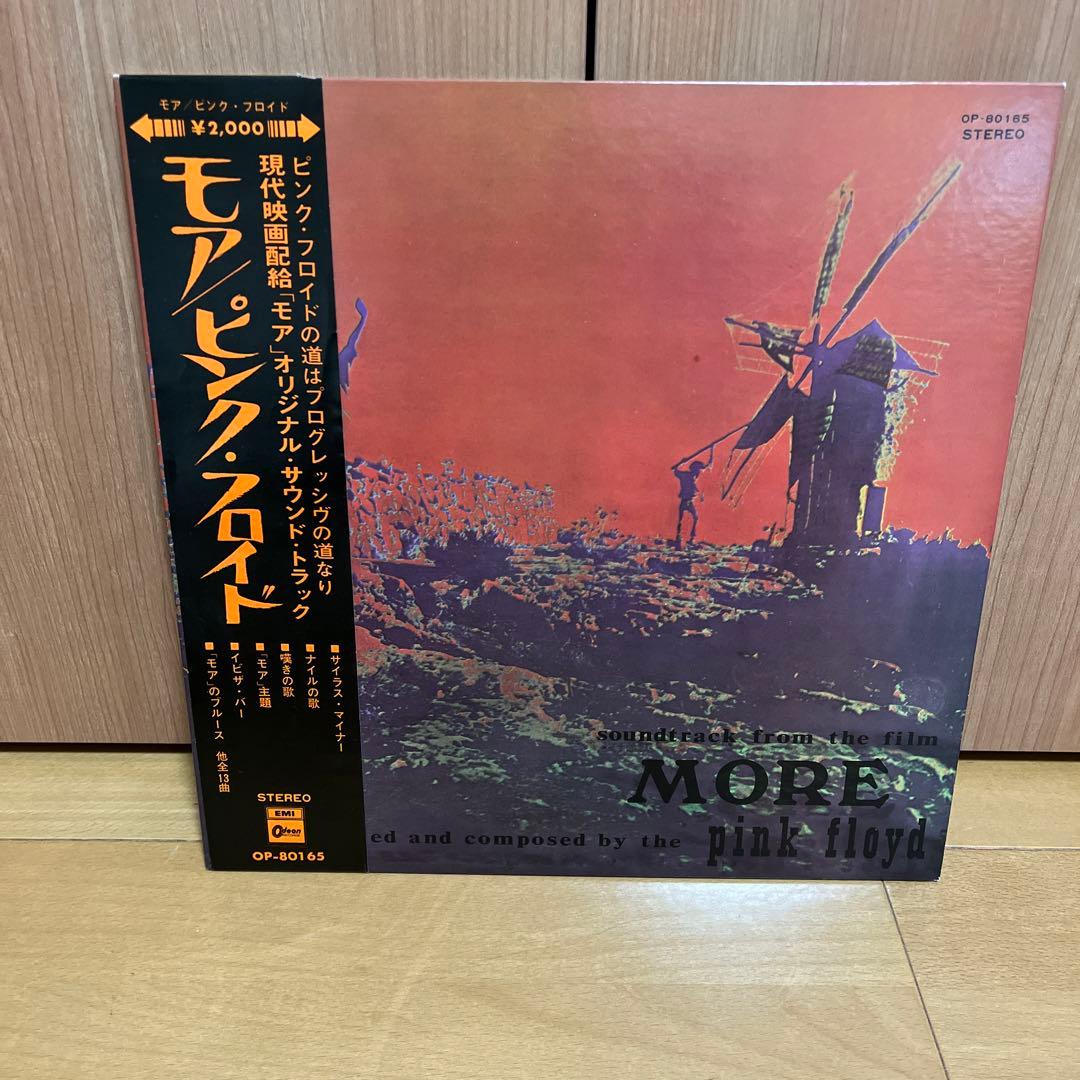 モア/ピンク・フロイド
¥2,000
ピンク・フロイドの道はプログレッシヴの道なり
現代映画配給「モア」オリジナル・サウンド・トラック
モア/ピンク・フロイド
■サイラス・マイナー
■ナイルの歌
■嘆きの歌
■「モア」主題
■イビザ・バー
■「モア」のブルース 他全13曲
STEREO
EMI
Odeon
OP-80165
OP-80165
STEREO
soundtrack from the film
MORE
ed and composed by the pink floyd